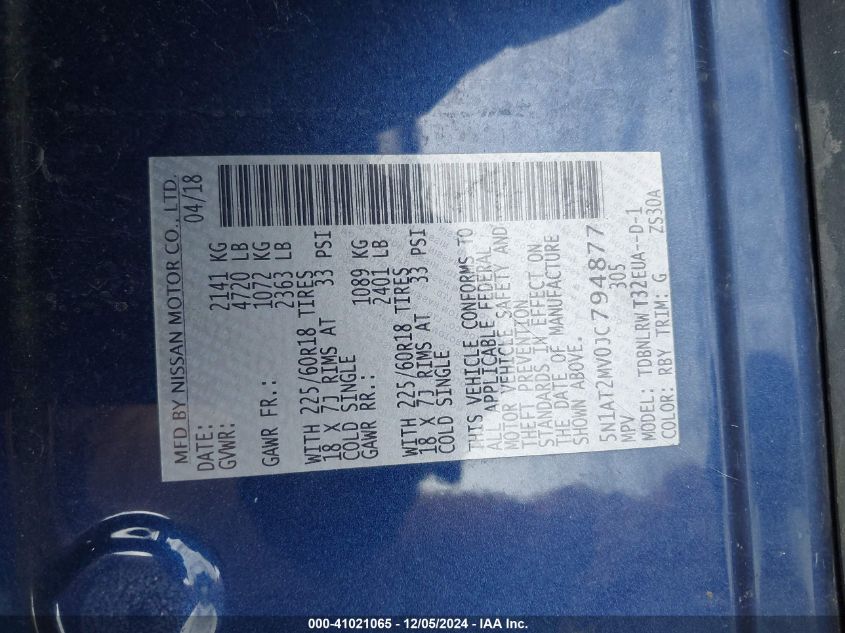 MFD BY NISSAN MOTOR CO., LTD.
DATE: 04/18
GVWR: 2141 KG
4720 LB
GAWR FR.: 1072 KG
2363 LB
WITH 225/60R18 TIRES
18 X 7J RIMS AT 33 PSI
COLD SINGLE
GAWR RR.: 1089 KG
2401 LB
WITH 225/60R18 TIRES
18 X 7J RIMS AT 33 PSI
COLD SINGLE
THIS VEHICLE CONFORMS TO
ALL APPLICABLE FEDERAL
MOTOR VEHICLE SAFETY AND
THEFT PREVENTION
STANDARDS IN EFFECT ON
THE DATE OF MANUFACTURE
SHOWN ABOVE.
5N1AT2MV0JC794877
MPV 305
MODEL: TDBNLRW T32EUA--D-1
COLOR: RBY TRIM: G ZS30A
000-41021065 - 12/05/2024 - IAA Inc.